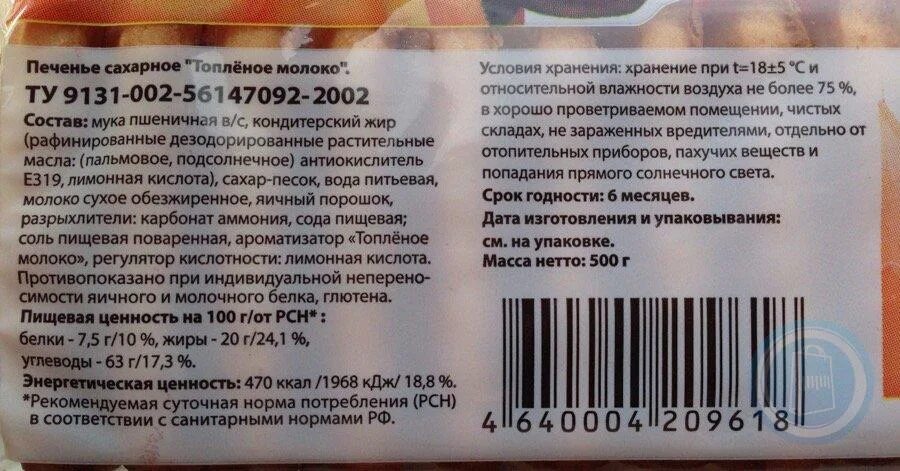 Печенье сахарное "Топлёное молоко".
ТУ 9131-002-56147092-2002
Состав: мука пшеничная в/с, кондитерский жир
(рафинированные дезодорированные растительные
масла: (пальмовое, подсолнечное) антиокислитель
Е319, лимонная кислота), сахар-песок, вода питьевая,
молоко сухое обезжиренное, яичный порошок,
разрыхлители: карбонат аммония, сода пищевая;
соль пищевая поваренная, ароматизатор «Топлёное
молоко», регулятор кислотности: лимонная кислота.
Противопоказано при индивидуальной неперено-
симости яичного и молочного белка, глютена.
Пищевая ценность на 100 г/от РСН* :
белки - 7,5 г/10 %, жиры - 20 г/24,1 %,
углеводы - 63 г/17,3 %.
Энергетическая ценность: 470 ккал /1968 кДж/ 18,8 %.
*Рекомендуемая суточная норма потребления (РСН)
в соответствии с санитарными нормами РФ.
Условия хранения: хранение при t=18±5 °С и
относительной влажности воздуха не более 75 %,
в хорошо проветриваемом помещении, чистых
складах, не зараженных вредителями, отдельно от
отопительных приборов, пахучих веществ и
попадания прямого солнечного света.
Срок годности: 6 месяцев.
Дата изготовления и упаковывания:
см. на упаковке.
Масса нетто: 500 г
4 640004 209618